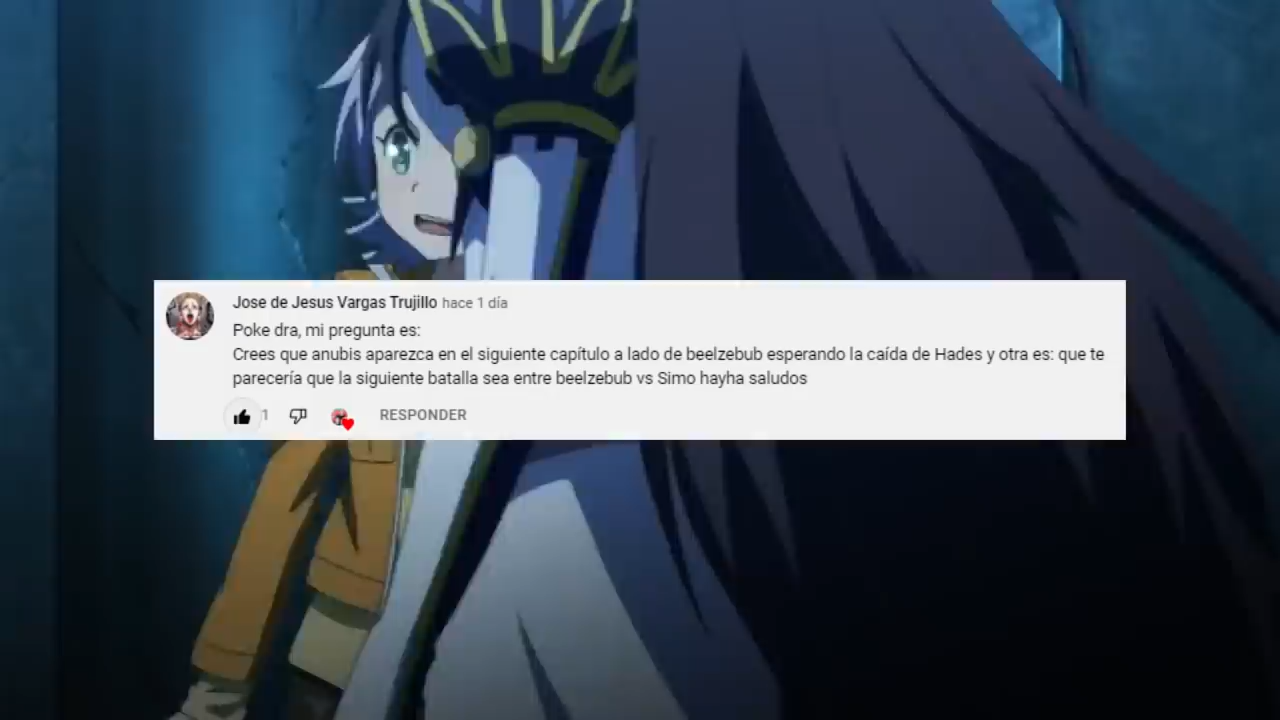 Jose de Jesus Vargas Trujillo hace 1 día
Poke dra, mi pregunta es:
Crees que anubis aparezca en el siguiente capítulo a lado de beelzebub esperando la caída de Hades y otra es: que te
parecería que la siguiente batalla sea entre beelzebub vs Simo hayha saludos
1 RESPONDER